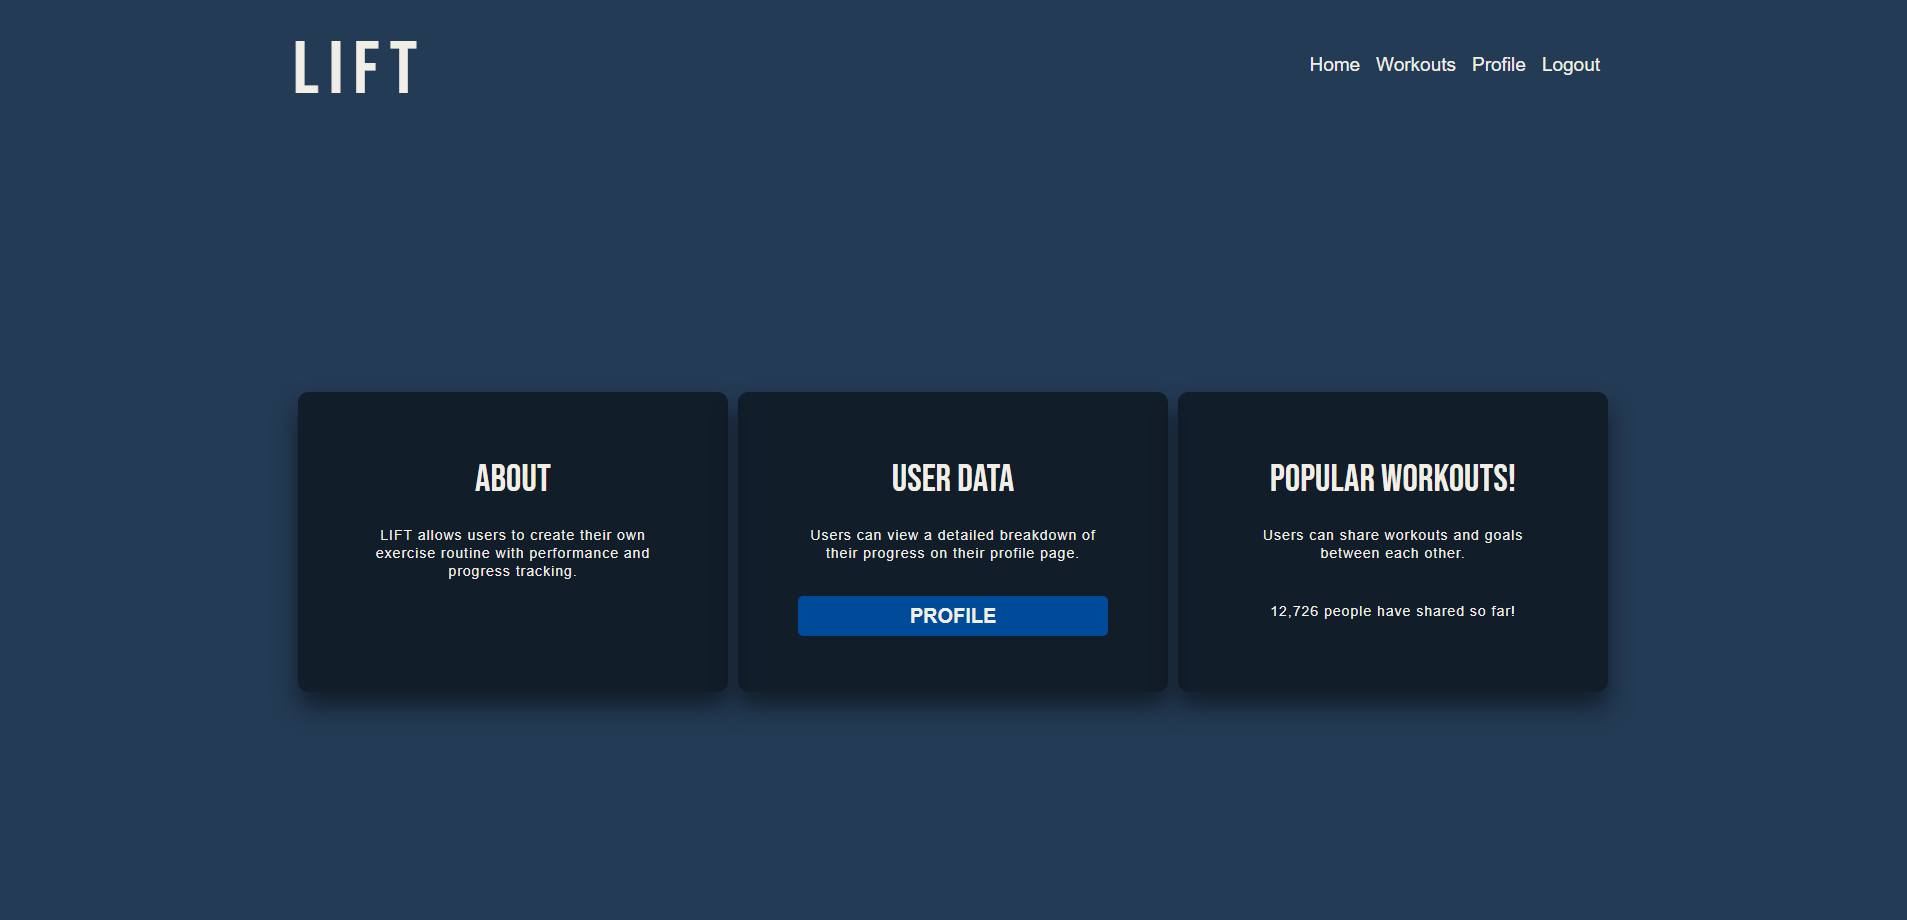 LIFT
Home Workouts Profile Logout
ABOUT
LIFT allows users to create their own
exercise routine with performance and
progress tracking.
USER DATA
Users can view a detailed breakdown of
their progress on their profile page.
PROFILE
POPULAR WORKOUTS!
Users can share workouts and goals
between each other.
12,726 people have shared so far!